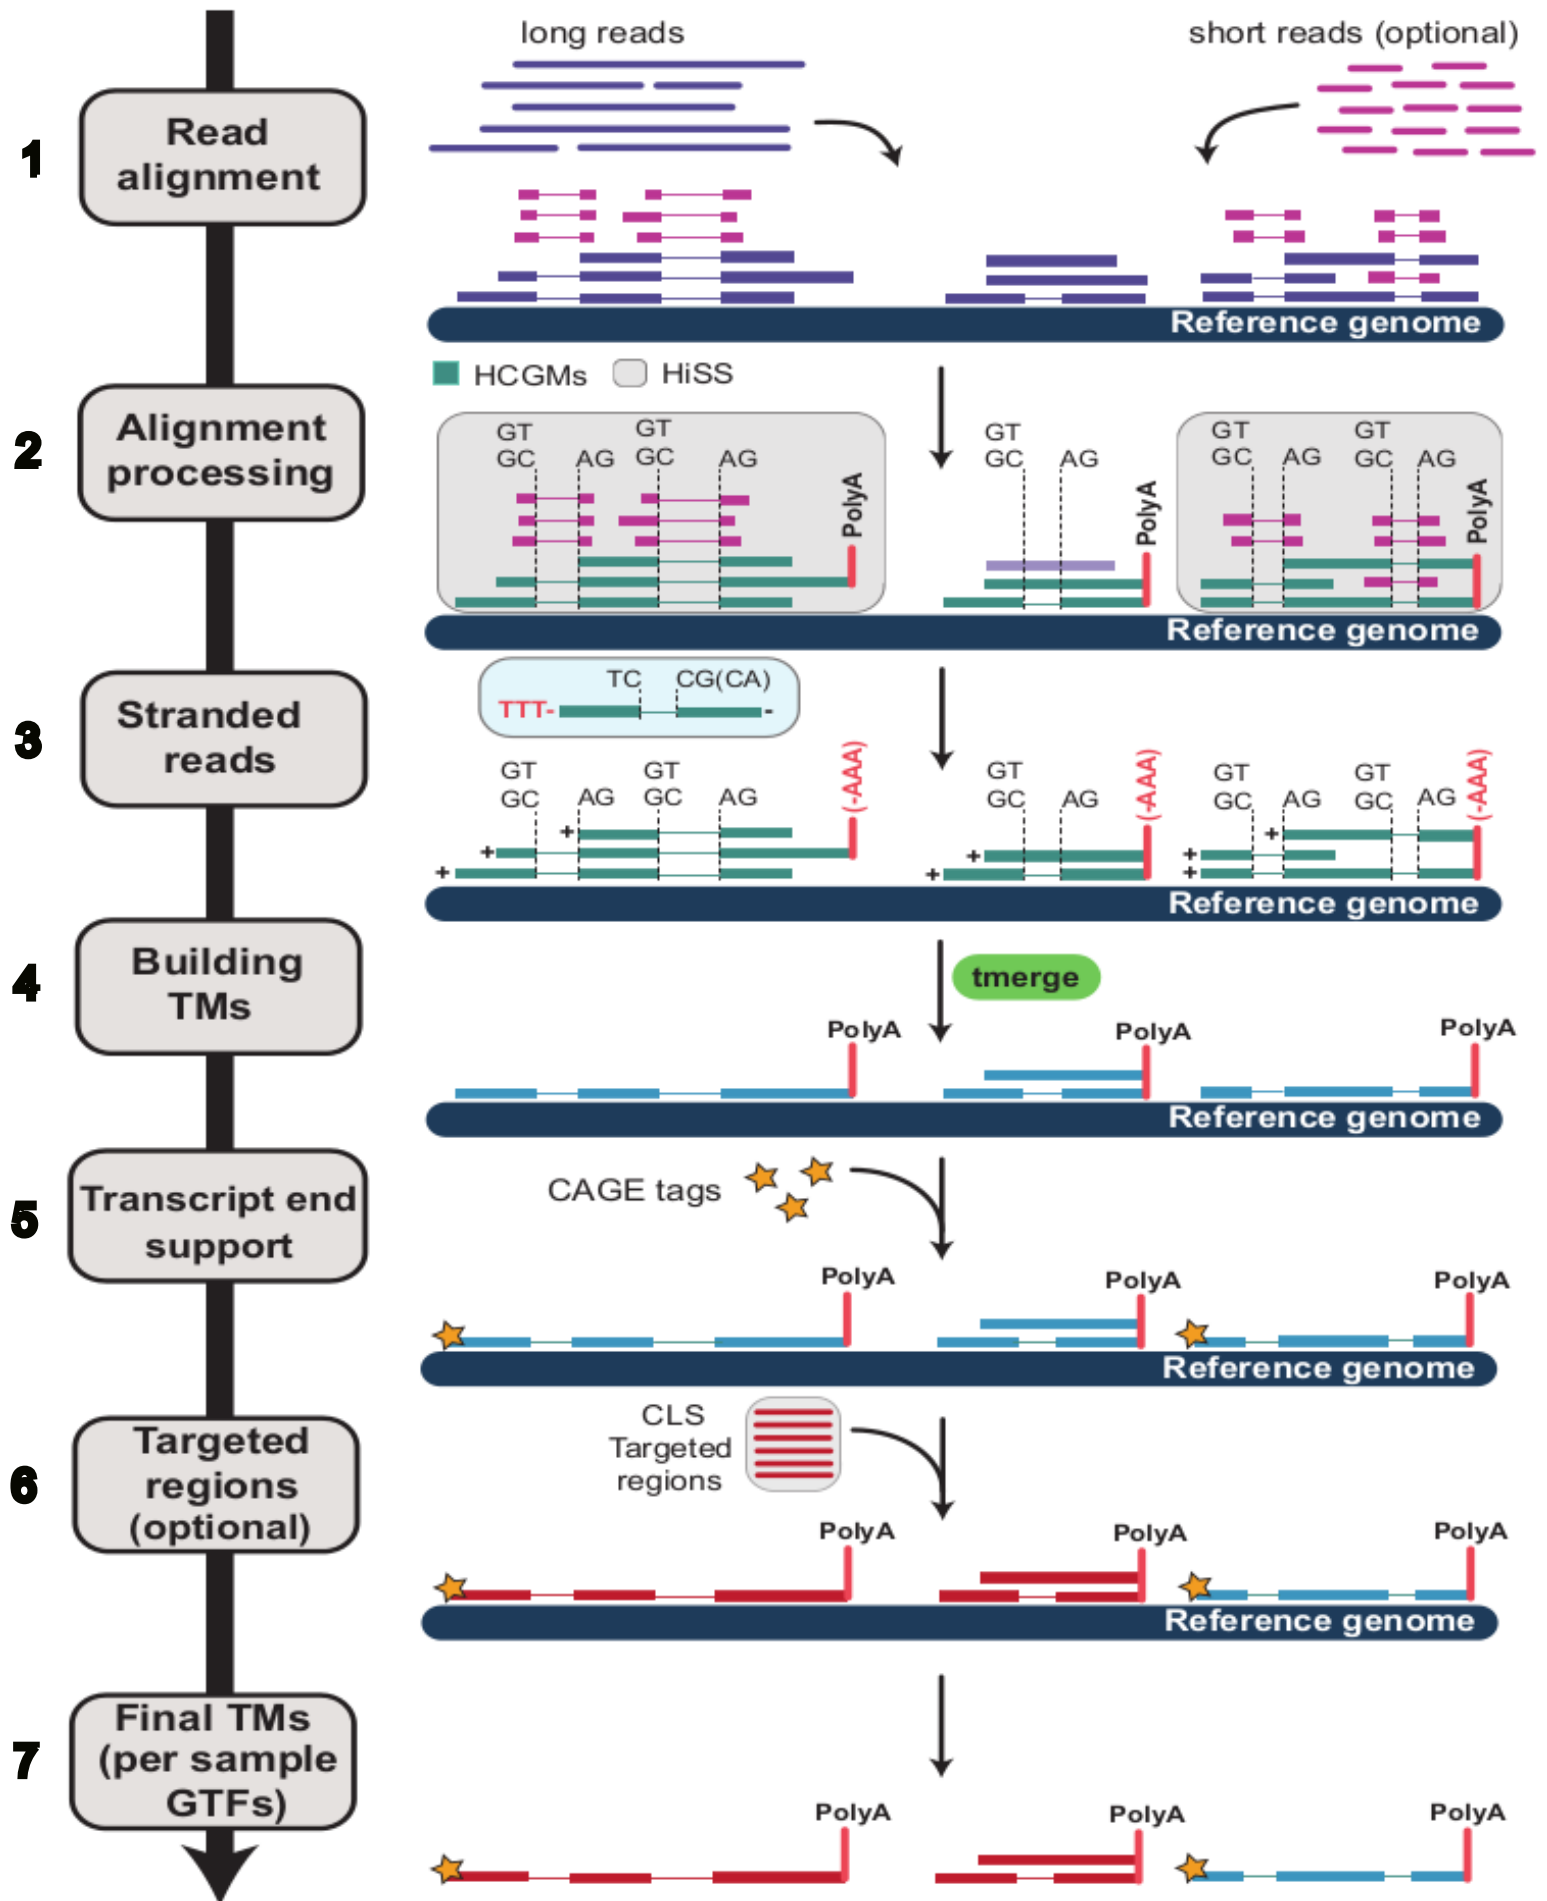 long reads
short reads (optional)
1
Read
alignment
Reference genome
HCGMs
HiSS
2
Alignment
processing
GT
GC
AG
GT
GC
AG
PolyA
GT
GC
AG
PolyA
GT
GC
AG
GT
GC
AG
PolyA
Reference genome
3
Stranded
reads
TC
CG(CA)
TTT-
-
GT
GC
AG
GT
GC
AG
(-AAA)
GT
GC
AG
(-AAA)
GT
GC
AG
GT
GC
AG
(-AAA)
+
+
+
+
+
+
+
+
Reference genome
4
Building
TMs
tmerge
PolyA
PolyA
PolyA
Reference genome
5
Transcript end
support
CAGE tags
PolyA
PolyA
PolyA
Reference genome
6
Targeted
regions
(optional)
CLS
Targeted
regions
PolyA
PolyA
PolyA
Reference genome
7
Final TMs
(per sample
GTFs)
PolyA
PolyA
PolyA